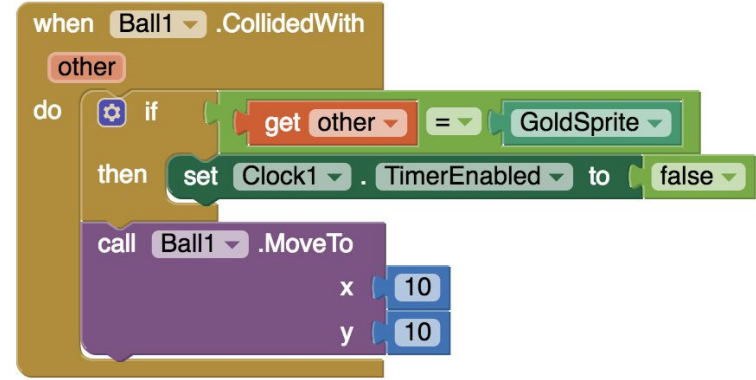 when Ball1 .CollidedWith
other
do if get other = GoldSprite
then set Clock1 . TimerEnabled to false
call Ball1 .MoveTo
x 10
y 10